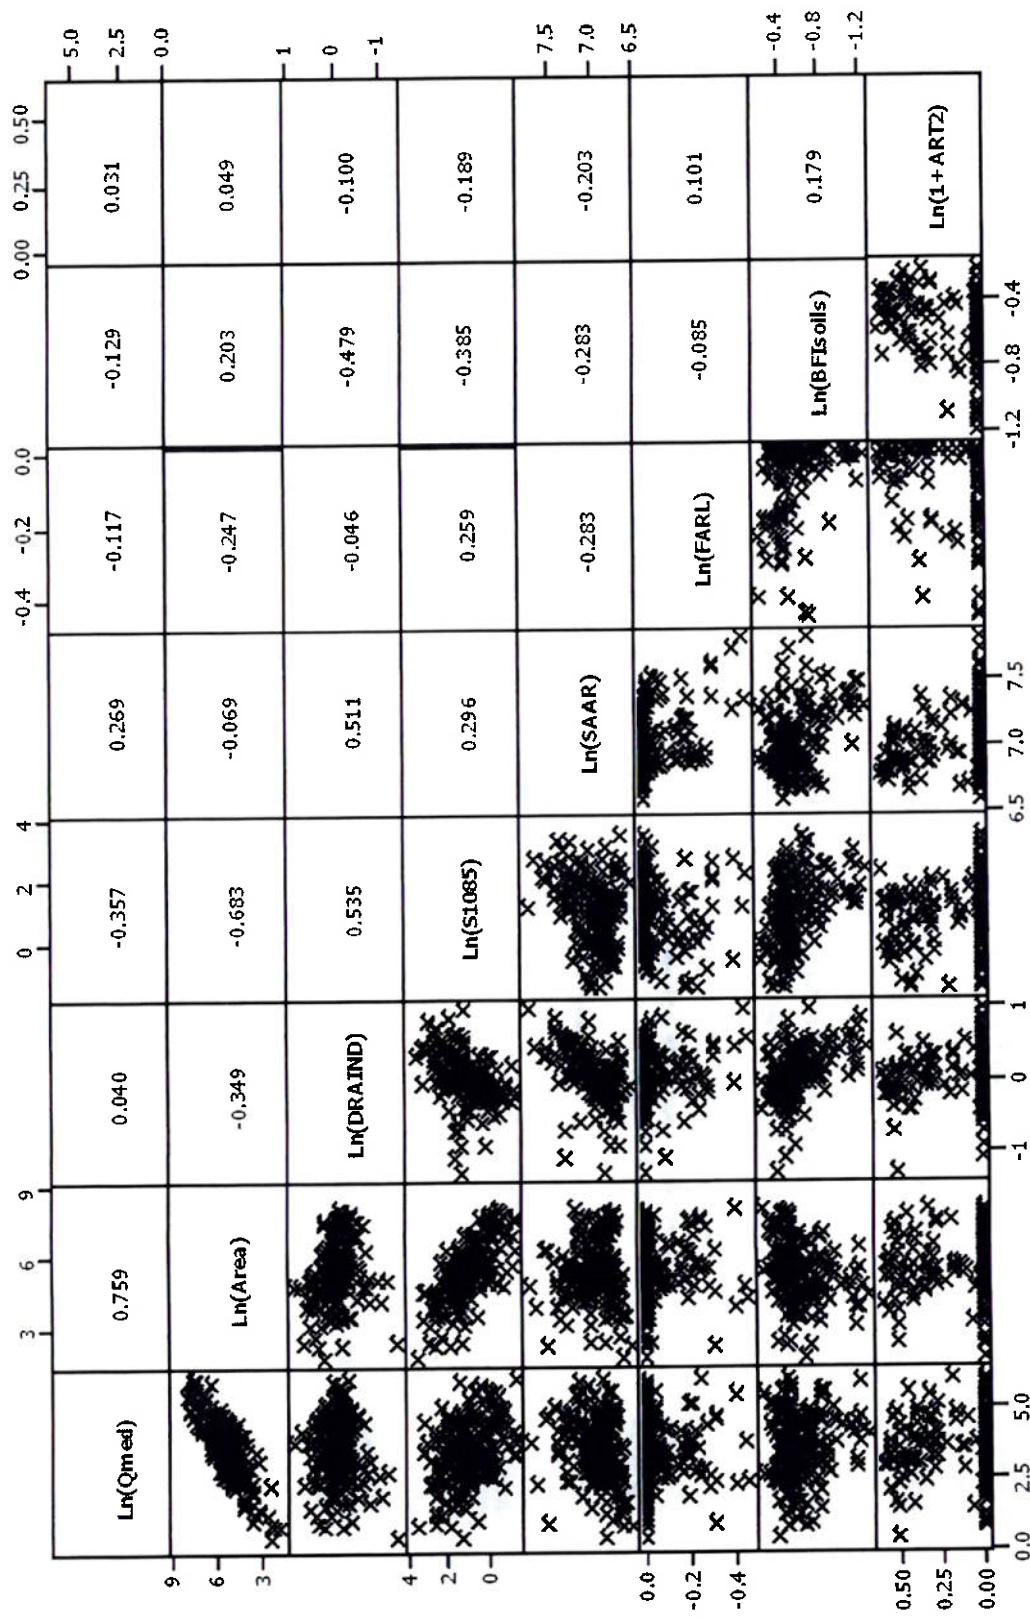 3 6 9 0 2 4 -0.4 -0.2 0.0 0.00 0.25 0.50
5.0
Ln(Qmed) 0.759 0.040 -0.357 0.269 -0.117 -0.129 0.031
2.5
0.0
9
Ln(Area) -0.349 -0.683 -0.069 -0.247 0.203 0.049
6
3
1
Ln(DRAIND) 0.535 0.511 -0.046 -0.479 -0.100
0
-1
4
2
Ln(S1085) 0.296 0.259 -0.385 -0.189
0
7.5
Ln(SAAR) -0.283 -0.283 -0.203
7.0
6.5
0.0
Ln(FARL) -0.085 0.101
-0.2
-0.4
-0.4
Ln(BFIsoils) 0.179
-0.8
-1.2
0.50
Ln(1+ART2)
0.25
0.00
0.0 2.5 5.0 -1 0 1 6.5 7.0 7.5 -1.2 -0.8 -0.4